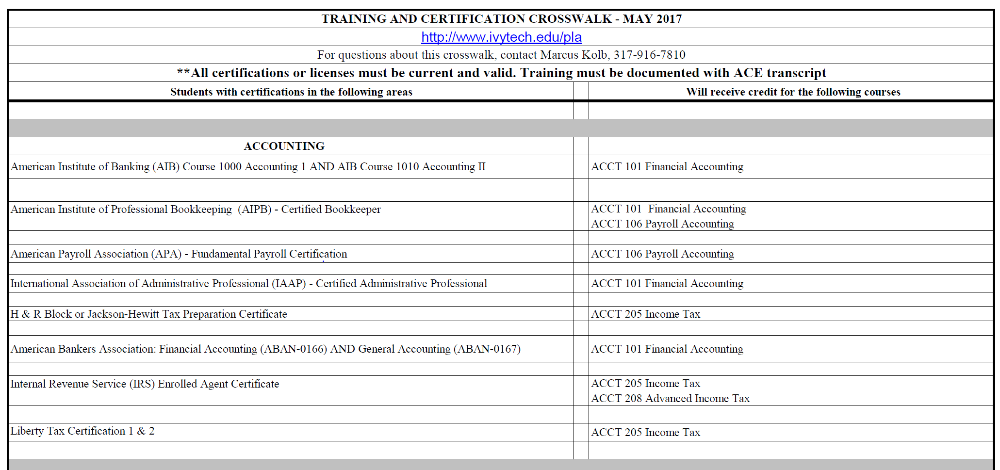 TRAINING AND CERTIFICATION CROSSWALK - MAY 2017
http://www.ivytech.edu/pla
For questions about this crosswalk, contact Marcus Kolb, 317-916-7810
**All certifications or licenses must be current and valid. Training must be documented with ACE transcript
Students with certifications in the following areas
Will receive credit for the following courses
ACCOUNTING
American Institute of Banking (AIB) Course 1000 Accounting 1 AND AIB Course 1010 Accounting II
ACCT 101 Financial Accounting
American Institute of Professional Bookkeeping  (AIPB) - Certified Bookkeeper
ACCT 101  Financial Accounting
ACCT 106 Payroll Accounting
American Payroll Association (APA) - Fundamental Payroll Certification
ACCT 106 Payroll Accounting
International Association of Administrative Professional (IAAP) - Certified Administrative Professional
ACCT 101 Financial Accounting
H & R Block or Jackson-Hewitt Tax Preparation Certificate
ACCT 205 Income Tax
American Bankers Association: Financial Accounting (ABAN-0166) AND General Accounting (ABAN-0167)
ACCT 101 Financial Accounting
Internal Revenue Service (IRS) Enrolled Agent Certificate
ACCT 205 Income Tax
ACCT 208 Advanced Income Tax
Liberty Tax Certification 1 & 2
ACCT 205 Income Tax